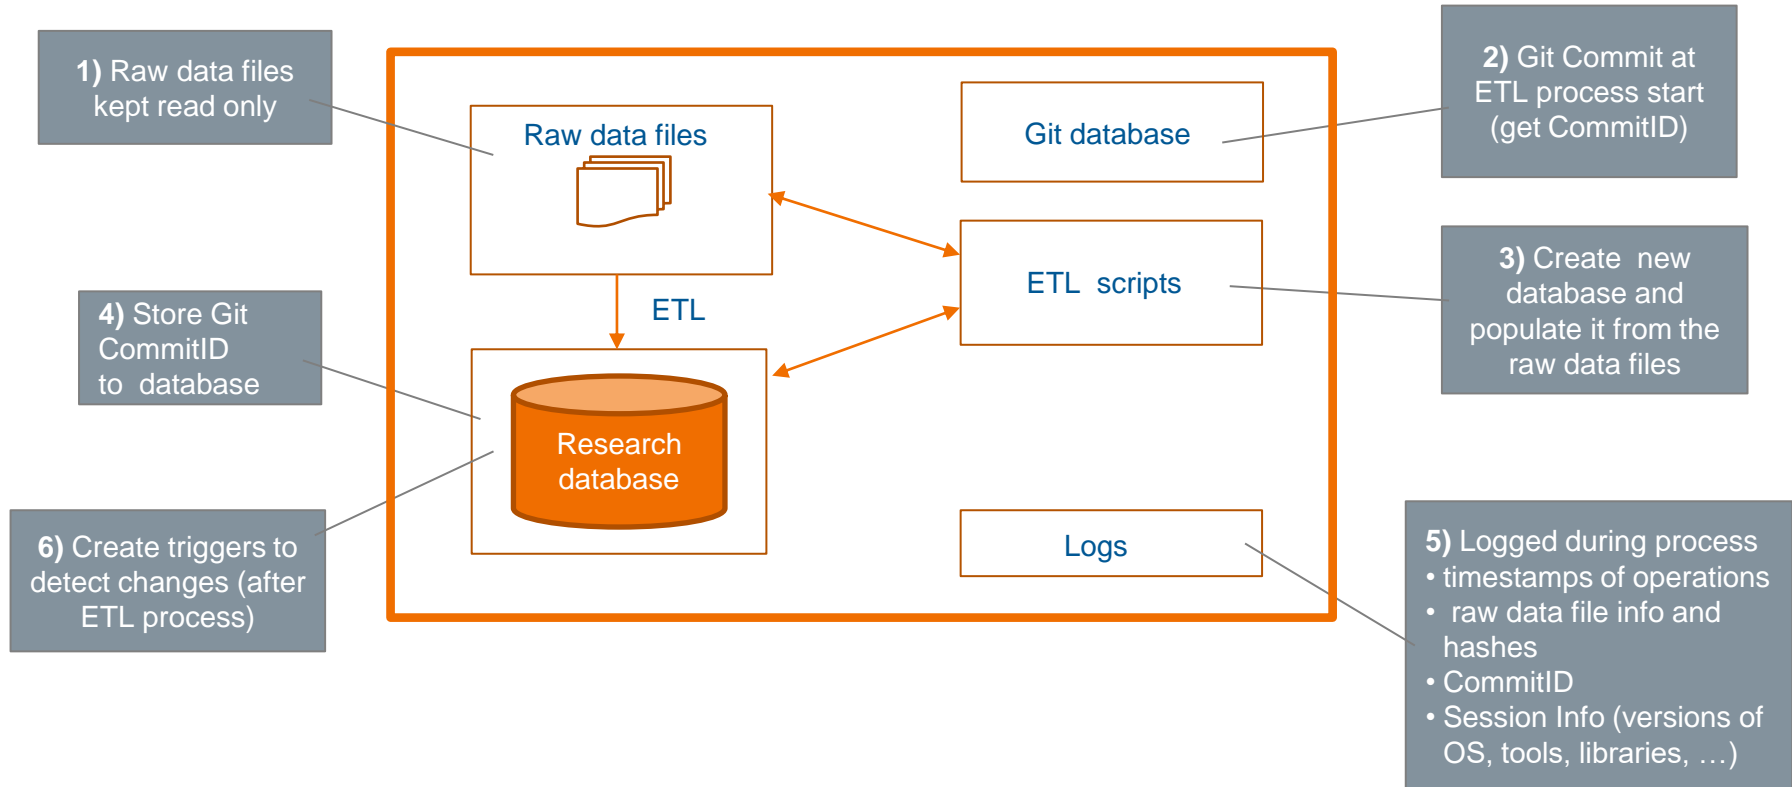 1) Raw data files
kept read only
Raw data files
Git database
2) Git Commit at
ETL process start
(get CommitID)
ETL scripts
3) Create new
database and
populate it from the
raw data files
4) Store Git
CommitID
to database
ETL
Research
database
6) Create triggers to
detect changes (after
ETL process)
Logs
5) Logged during process
• timestamps of operations
• raw data file info and
hashes
• CommitID
• Session Info (versions of
OS, tools, libraries, …)